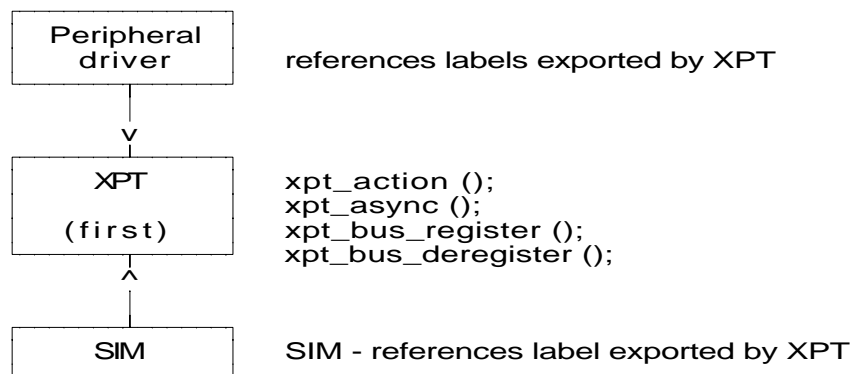 Peripheral
driver
references labels exported by XPT
v
XPT
(first)
xpt_action ();
xpt_async ();
xpt_bus_register ();
xpt_bus_deregister ();
^
SIM
SIM - references label exported by XPT